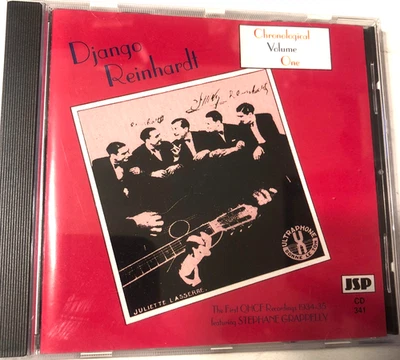 Django
Reinhardt
Chronological
Volume
One
JULIETTE LASSERRE.
ULTRAPHONE
The First QHCF Recordings 1934-35
featuring STEPHANE GRAPPELLY
JSP
CD
341